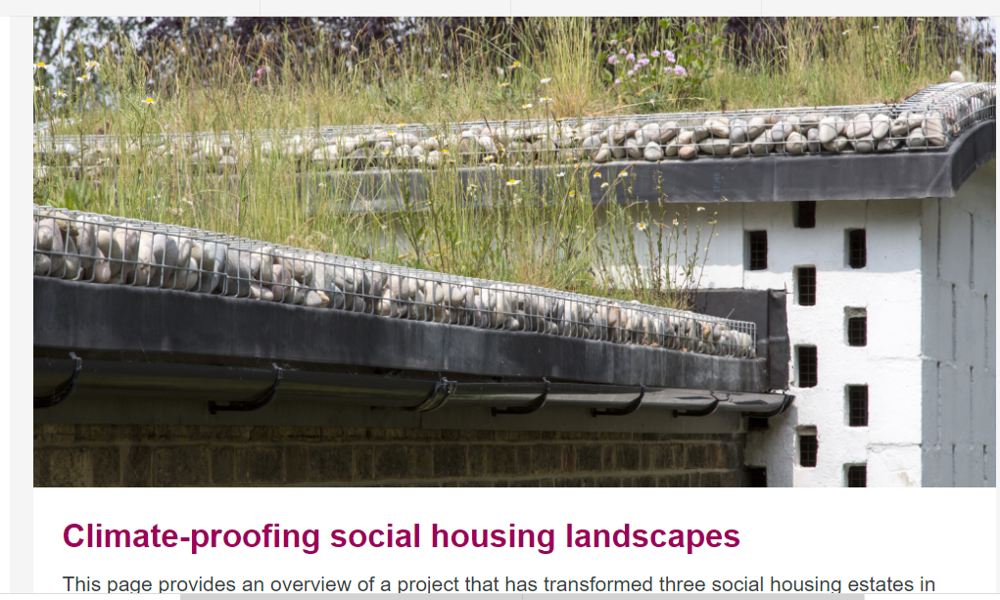 Climate-proofing social housing landscapes
This page provides an overview of a project that has transformed three social housing estates in